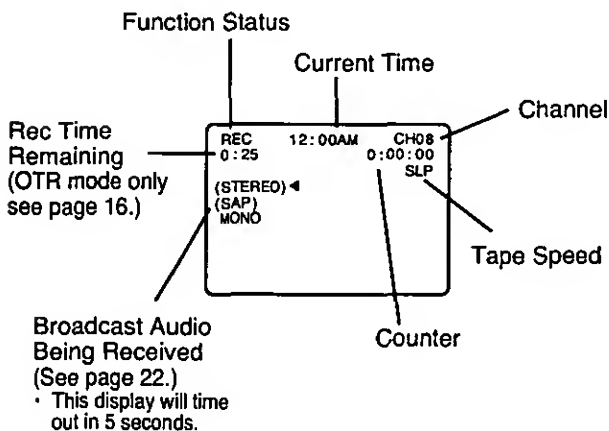 Function Status
Current Time
Channel
Rec Time
Remaining
(OTR mode only
see page 16.)
REC 12:00AM CH08
0:25 0:00:00
SLP
(STEREO)◀
(SAP)
MONO
Tape Speed
Counter
Broadcast Audio
Being Received
(See page 22.)
• This display will time
out in 5 seconds.